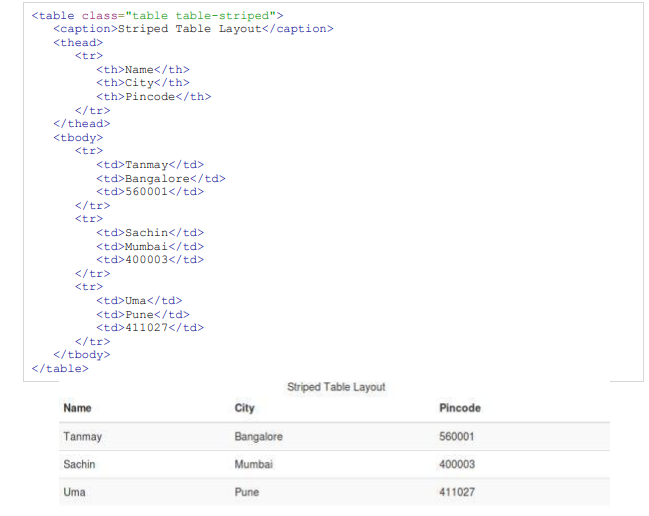 <table class="table table-striped">
   <caption>Striped Table Layout</caption>
   <thead>
      <tr>
         <th>Name</th>
         <th>City</th>
         <th>Pincode</th>
      </tr>
   </thead>
   <tbody>
      <tr>
         <td>Tanmay</td>
         <td>Bangalore</td>
         <td>560001</td>
      </tr>
      <tr>
         <td>Sachin</td>
         <td>Mumbai</td>
         <td>400003</td>
      </tr>
      <tr>
         <td>Uma</td>
         <td>Pune</td>
         <td>411027</td>
      </tr>
   </tbody>
</table>
Striped Table Layout
Name City Pincode
Tanmay Bangalore 560001
Sachin Mumbai 400003
Uma Pune 411027